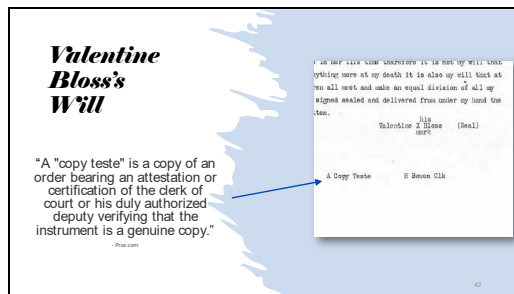 Valentine
Bloss's
Will
"A "copy teste" is a copy of an
order bearing an attestation or
certification of the clerk of
court or his duly authorized
deputy verifying that the
instrument is a genuine copy."
- Proz.com
in her life time therefore it is not my will that
ything more at my death it is also my will that at
ren all meet and make an equal division of all my
signed sealed and delivered from under my hand the
ten.
his
Valentine X Bloss (Seal)
mark
A Copy Teste H Bowen Clk
42